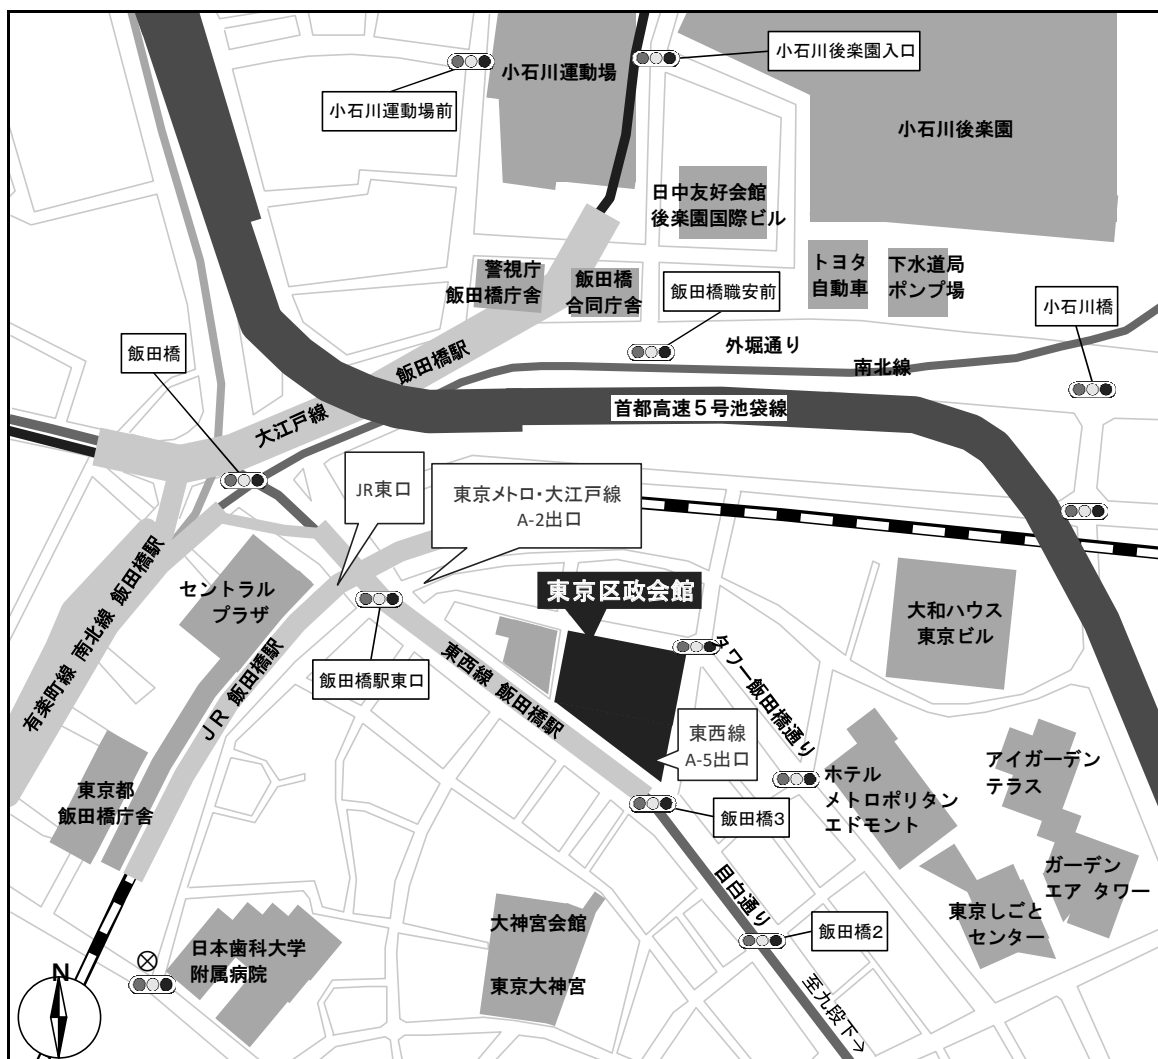 小石川運動場
小石川後楽園入口
小石川運動場前
小石川後楽園
日中友好会館
後楽園国際ビル
警視庁
飯田橋庁舎
飯田橋
合同庁舎
飯田橋職安前
トヨタ
自動車
下水道局
ポンプ場
小石川橋
飯田橋
外堀通り
南北線
大江戸線 飯田橋駅
首都高速5号池袋線
JR東口
東京メトロ・大江戸線
A-2出口
セントラル
プラザ
東京区政会館
大和ハウス
東京ビル
有楽町線 南北線 飯田橋駅
JR 飯田橋駅
飯田橋駅東口
東西線 飯田橋駅
タワー飯田橋通り
東西線
A-5出口
東京都
飯田橋庁舎
飯田橋3
ホテル
メトロポリタン
エドモント
アイガーデン
テラス
ガーデン
エア タワー
目白通り
東京しごと
センター
飯田橋2
大神宮会館
東京大神宮
日本歯科大学
附属病院
至九段下→
N